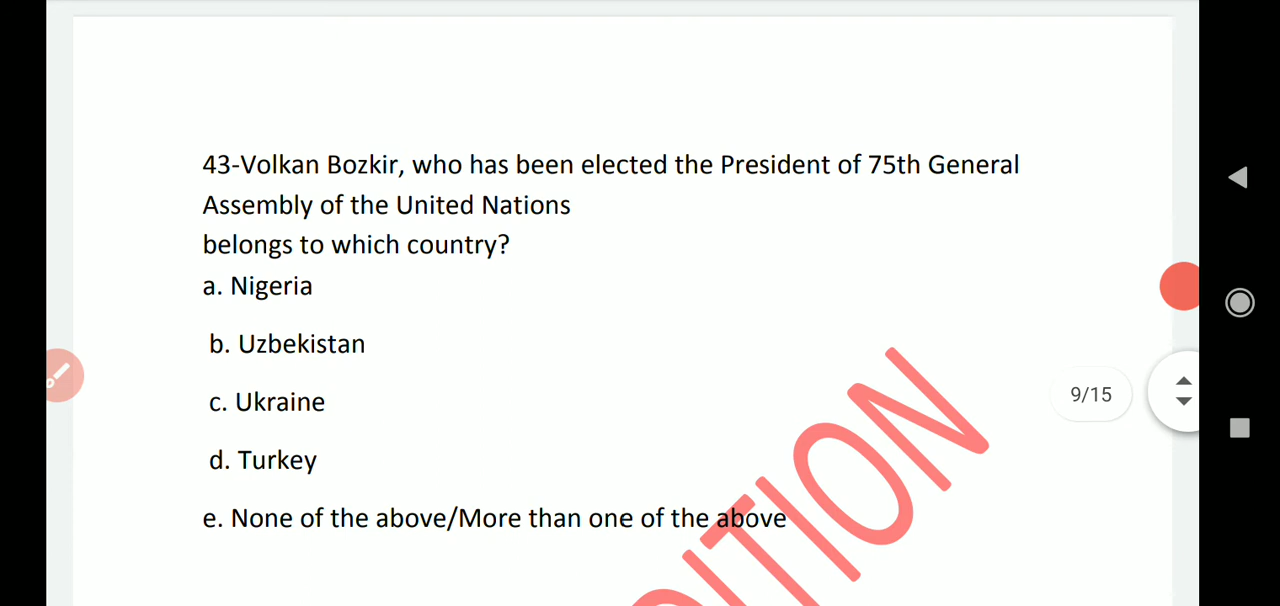 43-Volkan Bozkir, who has been elected the President of 75th General
Assembly of the United Nations
belongs to which country?
a. Nigeria
b. Uzbekistan
c. Ukraine
9/15
d. Turkey
e. None of the above/More than one of the above
ITION